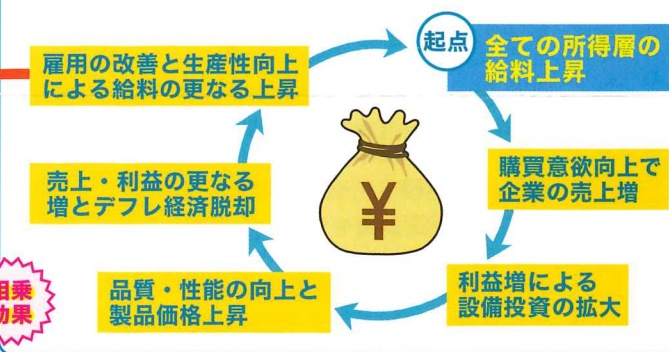 起点
全ての所得層の
給料上昇
購買意欲向上で
企業の売上増
利益増による
設備投資の拡大
品質・性能の向上と
製品価格上昇
売上・利益の更なる
増とデフレ経済脱却
雇用の改善と生産性向上
による給料の更なる上昇
¥
乗
効果